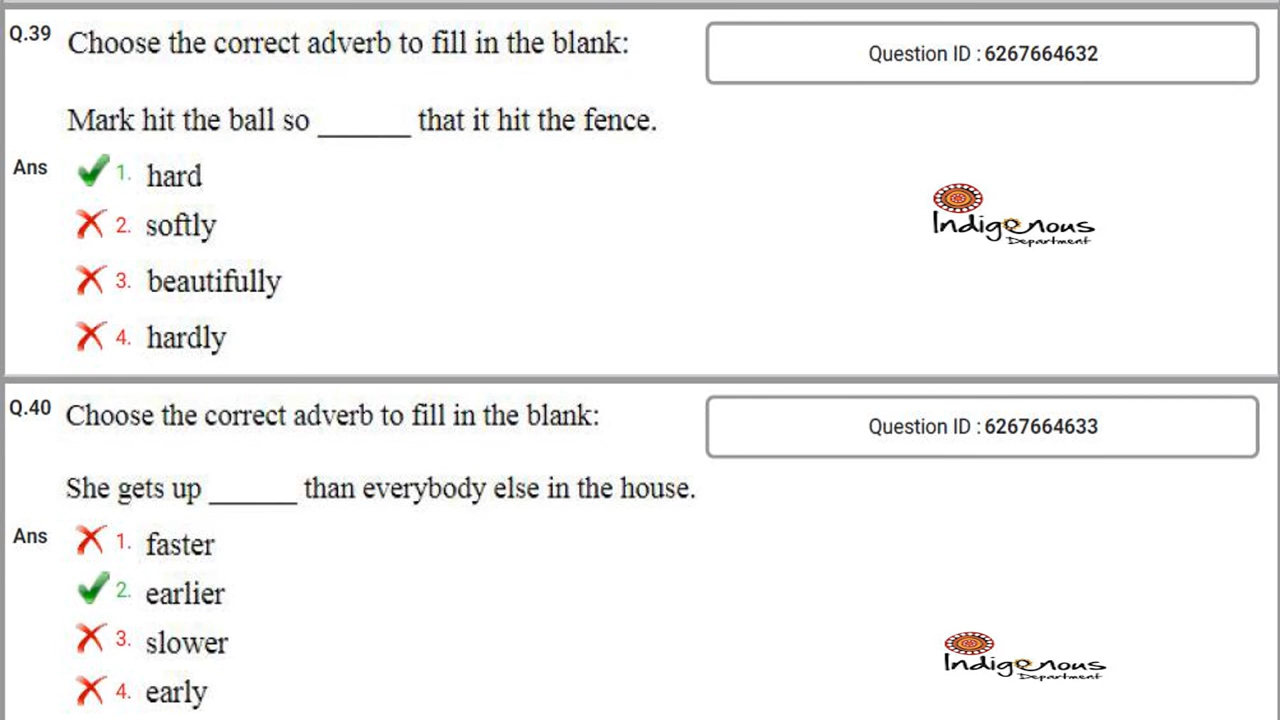 Q.39 Choose the correct adverb to fill in the blank:
Question ID : 6267664632
Mark hit the ball so ______ that it hit the fence.
Ans
1. hard
2. softly
3. beautifully
4. hardly
Indigenous
Department
Q.40 Choose the correct adverb to fill in the blank:
Question ID : 6267664633
She gets up ______ than everybody else in the house.
Ans
1. faster
2. earlier
3. slower
4. early
Indigenous
Department